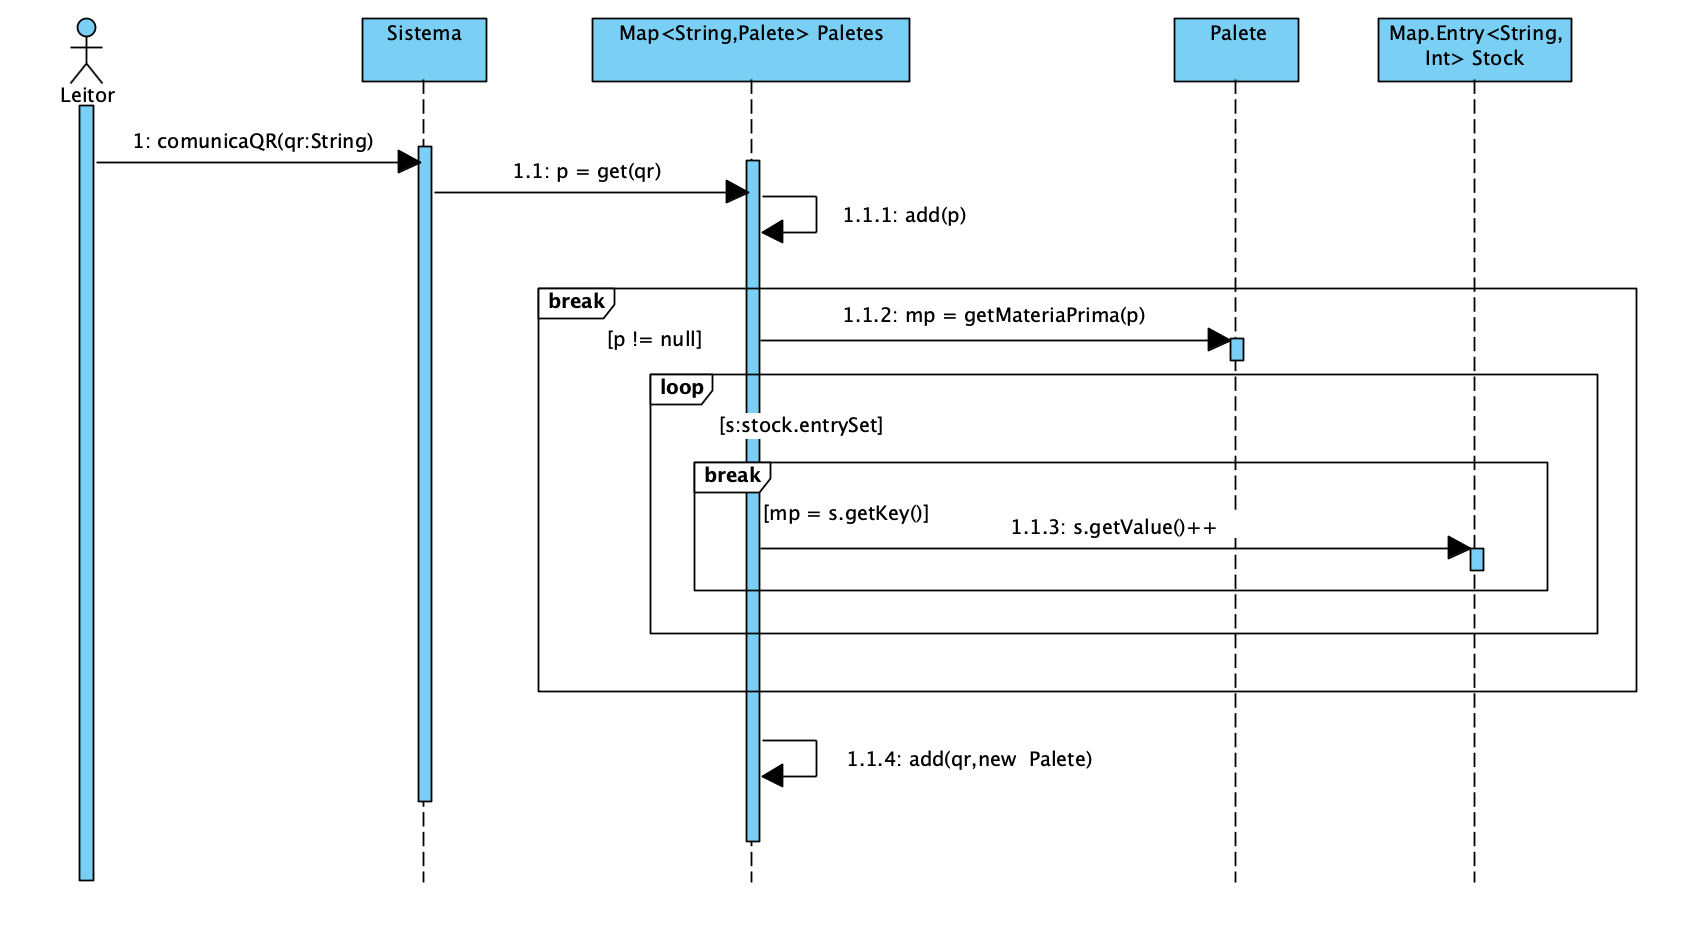 Leitor
Sistema
Map<String,Palete> Paletes
Palete
Map.Entry<String,
Int> Stock
1: comunicaQR(qr:String)
1.1: p = get(qr)
1.1.1: add(p)
break
1.1.2: mp = getMateriaPrima(p)
[p != null]
loop
[s:stock.entrySet]
break
[mp = s.getKey()]
1.1.3: s.getValue()++
1.1.4: add(qr,new  Palete)